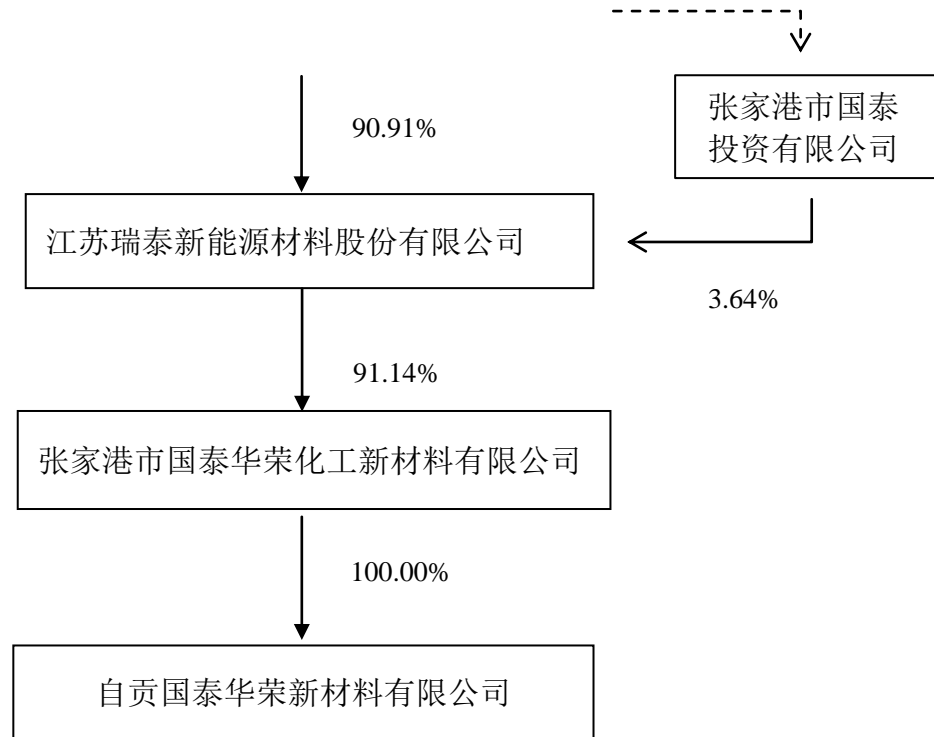 张家港市国泰
投资有限公司
90.91%
江苏瑞泰新能源材料股份有限公司
3.64%
91.14%
张家港市国泰华荣化工新材料有限公司
100.00%
自贡国泰华荣新材料有限公司